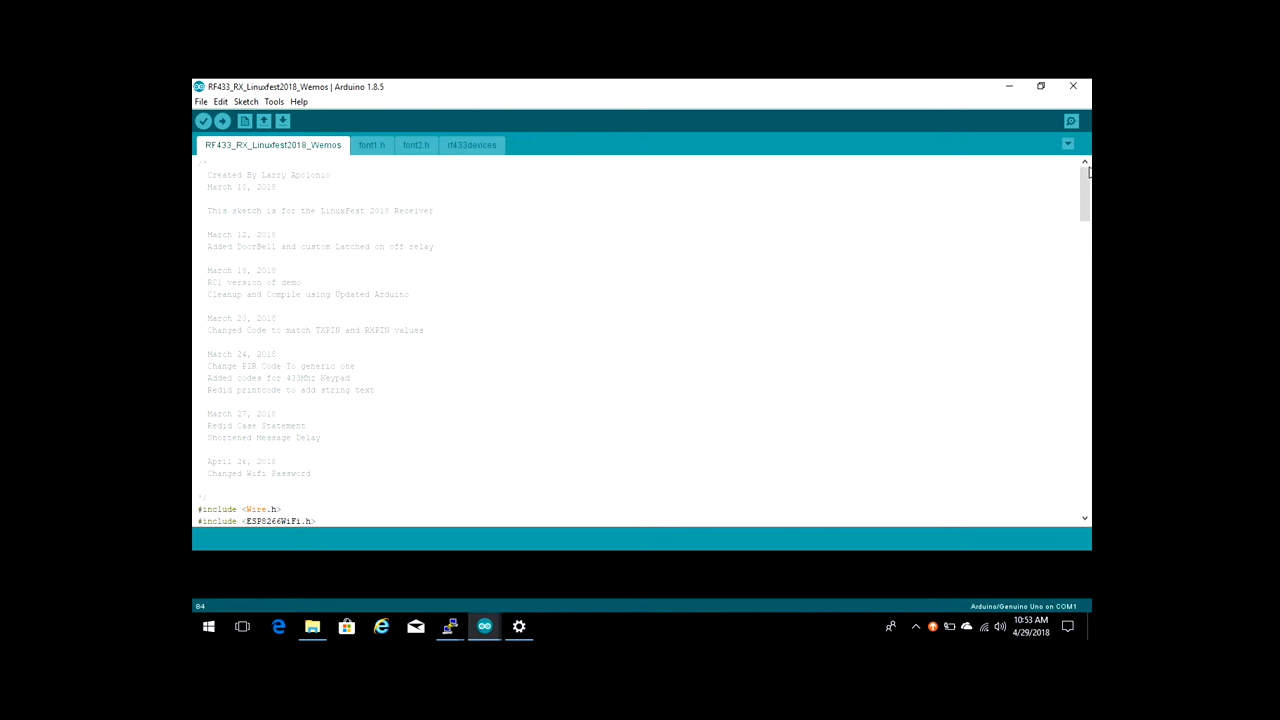 RF433_RX_Linuxfest2018_Wemos | Arduino 1.8.5
File Edit Sketch Tools Help
RF433_RX_Linuxfest2018_Wemos font1.h font2.h rf433devices
/*
Created By Larry Apolonio
March 10, 2018
This sketch is for the LinuxFest 2018 Receiver
March 12, 2018
Added DoorBell and custom Latched on off relay
March 18, 2018
RC1 version of demo
Cleanup and Compile using Updated Arduino
March 20, 2018
Changed Code to match TXPIN and RXPIN values
March 24, 2018
Change PIR Code To generic one
Added codes for 433Mhz Keypad
Redid printcode to add string text
March 27, 2018
Redid Case Statement
Shortened Message Delay
April 26, 2018
Changed Wifi Password
*/
#include <Wire.h>
#include <ESP8266WiFi.h>
84
Arduino/Genuino Uno on COM1
10:53 AM
4/29/2018